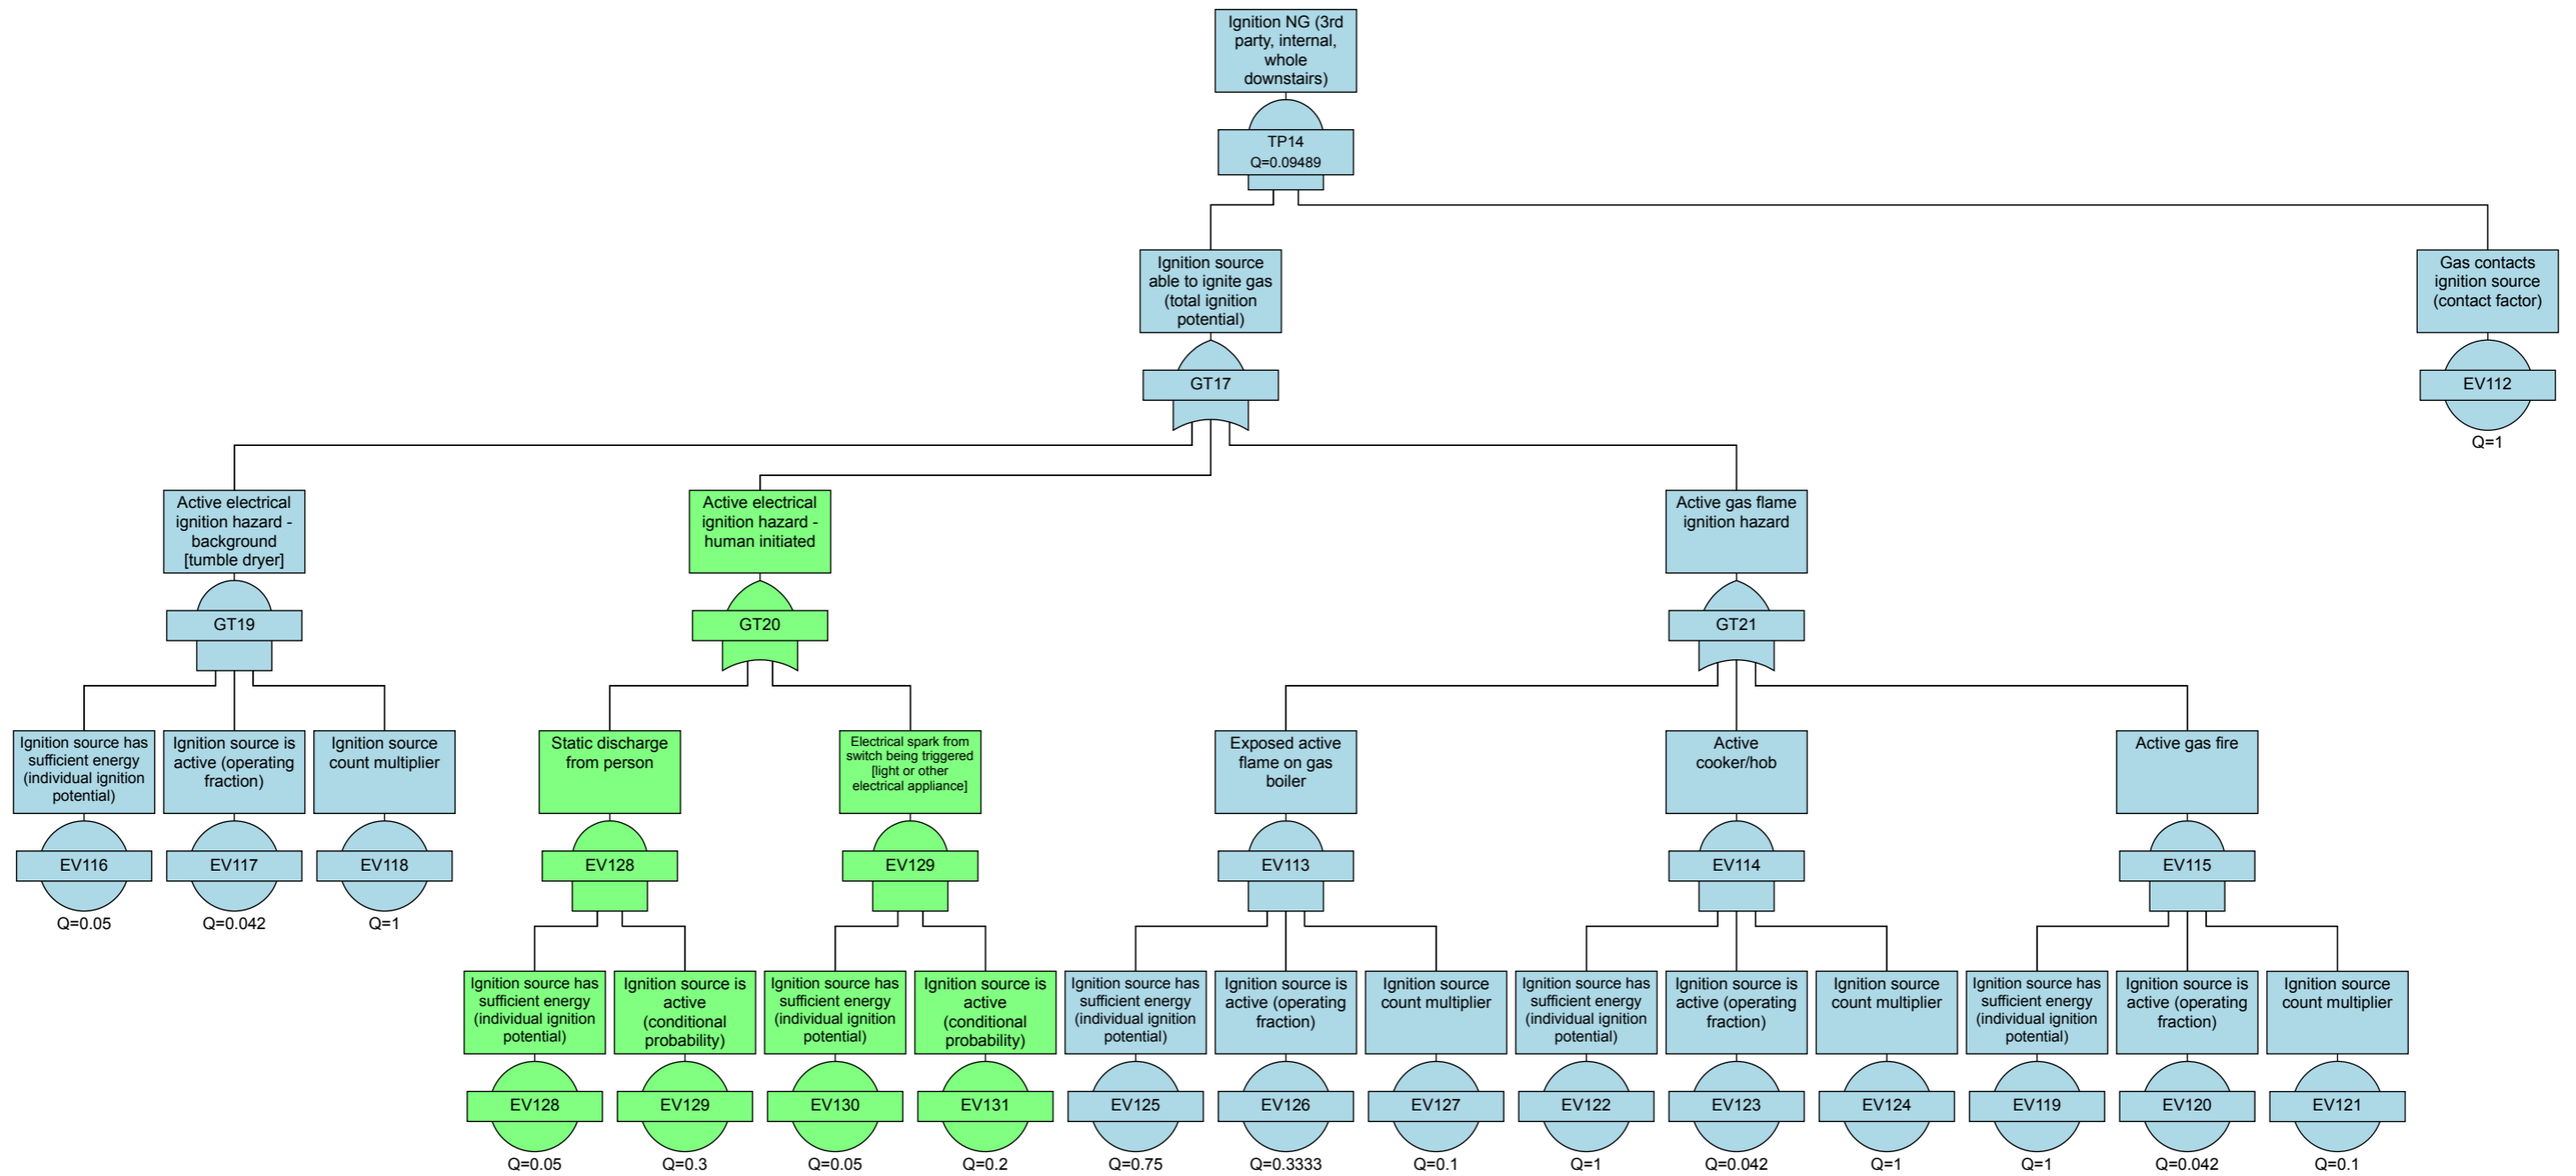 Ignition NG (3rd
party, internal,
whole
downstairs)
TP14
Q=0.09489
Ignition source
able to ignite gas
(total ignition
potential)
GT17
Gas contacts
ignition source
(contact factor)
EV112
Q=1
Active electrical
ignition hazard -
background
[tumble dryer]
GT19
Active electrical
ignition hazard -
human initiated
GT20
Active gas flame
ignition hazard
GT21
Ignition source has
sufficient energy
(individual ignition
potential)
EV116
Q=0.05
Ignition source is
active (operating
fraction)
EV117
Q=0.042
Ignition source
count multiplier
EV118
Q=1
Static discharge
from person
EV128
Electrical spark from
switch being triggered
[light or other
electrical appliance]
EV129
Exposed active
flame on gas
boiler
EV113
Active
cooker/hob
EV114
Active gas fire
EV115
Ignition source has
sufficient energy
(individual ignition
potential)
EV128
Q=0.05
Ignition source is
active
(conditional
probability)
EV129
Q=0.3
Ignition source has
sufficient energy
(individual ignition
potential)
EV130
Q=0.05
Ignition source is
active
(conditional
probability)
EV131
Q=0.2
Ignition source has
sufficient energy
(individual ignition
potential)
EV125
Q=0.75
Ignition source is
active (operating
fraction)
EV126
Q=0.3333
Ignition source
count multiplier
EV127
Q=0.1
Ignition source has
sufficient energy
(individual ignition
potential)
EV122
Q=1
Ignition source is
active (operating
fraction)
EV123
Q=0.042
Ignition source
count multiplier
EV124
Q=1
Ignition source has
sufficient energy
(individual ignition
potential)
EV119
Q=1
Ignition source is
active (operating
fraction)
EV120
Q=0.042
Ignition source
count multiplier
EV121
Q=0.1